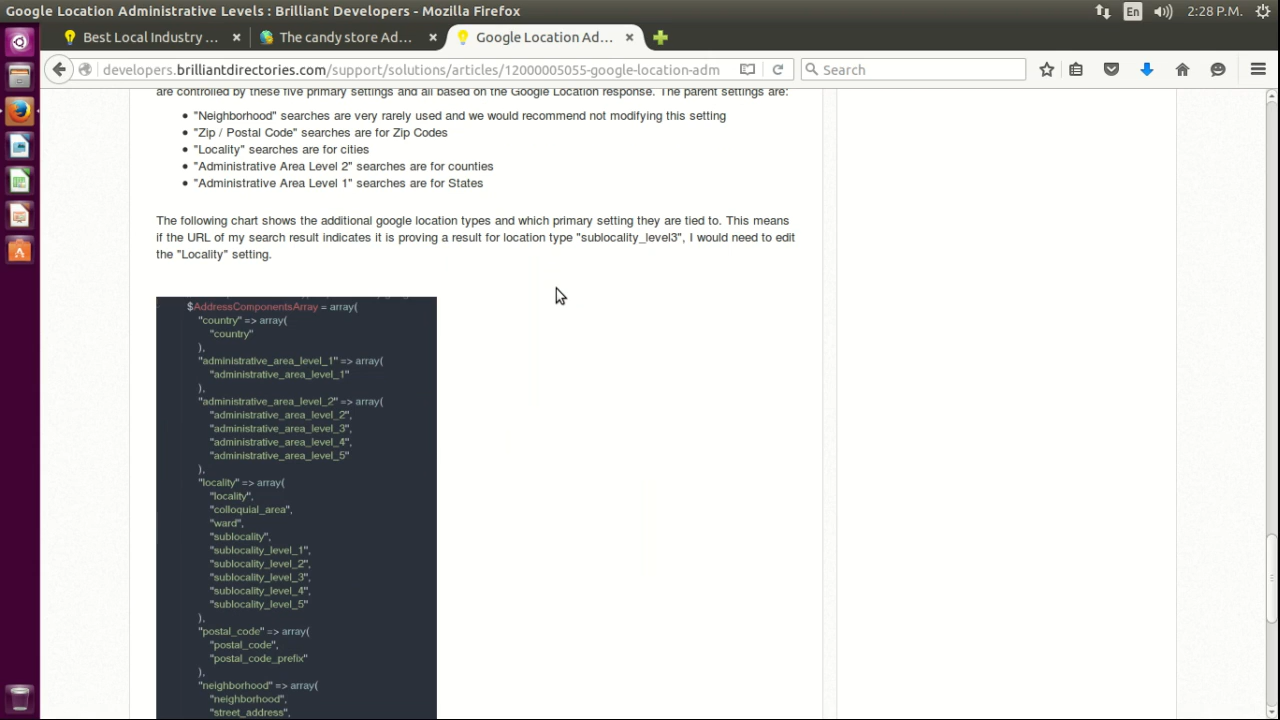 Google Location Administrative Levels : Brilliant Developers - Mozilla Firefox
En
2:28 P.M.
Best Local Industry ...
The candy store Ad...
Google Location Ad...
developers.brilliantdirectories.com/support/solutions/articles/12000005055-google-location-adm
Search
are controlled by these five primary settings and all based on the Google Location response. The parent settings are:
"Neighborhood" searches are very rarely used and we would recommend not modifying this setting
"Zip / Postal Code" searches are for Zip Codes
"Locality" searches are for cities
"Administrative Area Level 2" searches are for counties
"Administrative Area Level 1" searches are for States
The following chart shows the additional google location types and which primary setting they are tied to. This means
if the URL of my search result indicates it is proving a result for location type "sublocality_level3", I would need to edit
the "Locality" setting.
$AddressComponentsArray = array(
"country" => array(
"country"
),
"administrative_area_level_1" => array(
"administrative_area_level_1"
),
"administrative_area_level_2" => array(
"administrative_area_level_2",
"administrative_area_level_3",
"administrative_area_level_4",
"administrative_area_level_5"
),
"locality" => array(
"locality",
"colloquial_area",
"ward",
"sublocality",
"sublocality_level_1",
"sublocality_level_2",
"sublocality_level_3",
"sublocality_level_4",
"sublocality_level_5"
),
"postal_code" => array(
"postal_code",
"postal_code_prefix"
),
"neighborhood" => array(
"neighborhood",
"street_address",